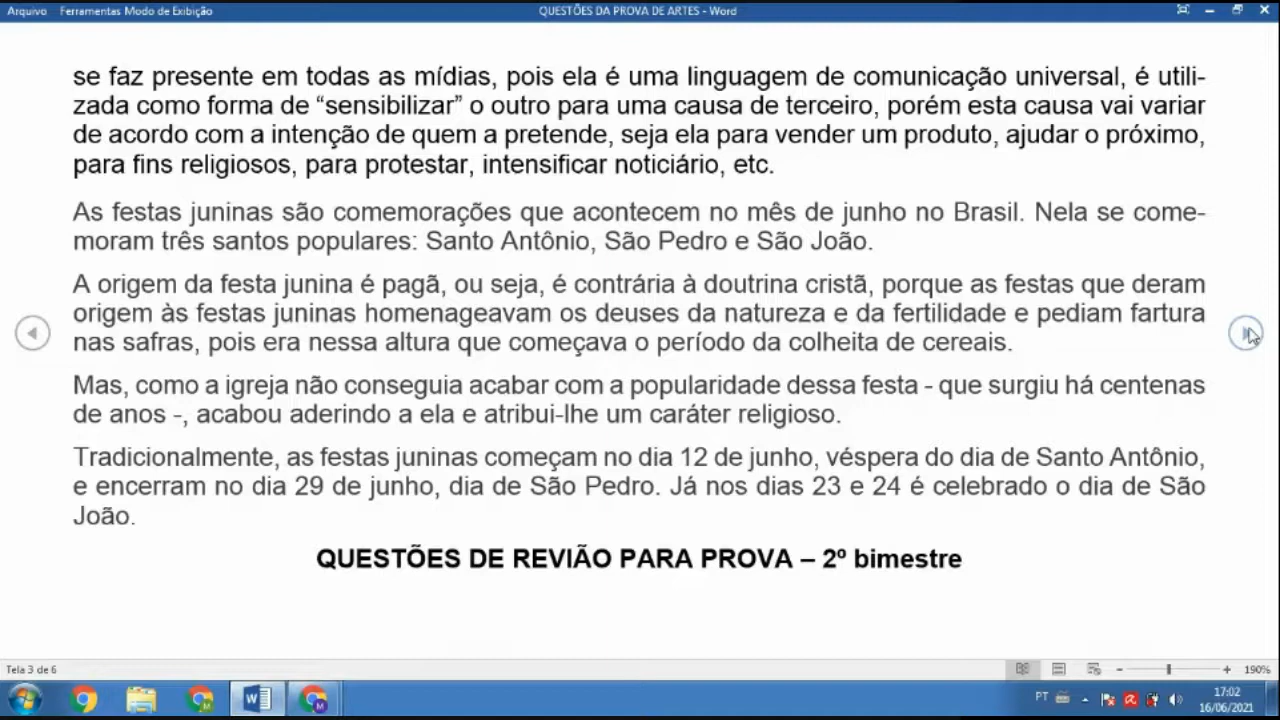 Arquivo Ferramentas Modo de Exibição QUESTÕES DA PROVA DE ARTES - Word
se faz presente em todas as mídias, pois ela é uma linguagem de comunicação universal, é utili-
zada como forma de “sensibilizar” o outro para uma causa de terceiro, porém esta causa vai variar
de acordo com a intenção de quem a pretende, seja ela para vender um produto, ajudar o próximo,
para fins religiosos, para protestar, intensificar noticiário, etc.
As festas juninas são comemorações que acontecem no mês de junho no Brasil. Nela se come-
moram três santos populares: Santo Antônio, São Pedro e São João.
A origem da festa junina é pagã, ou seja, é contrária à doutrina cristã, porque as festas que deram
origem às festas juninas homenageavam os deuses da natureza e da fertilidade e pediam fartura
nas safras, pois era nessa altura que começava o período da colheita de cereais.
Mas, como a igreja não conseguia acabar com a popularidade dessa festa - que surgiu há centenas
de anos -, acabou aderindo a ela e atribui-lhe um caráter religioso.
Tradicionalmente, as festas juninas começam no dia 12 de junho, véspera do dia de Santo Antônio,
e encerram no dia 29 de junho, dia de São Pedro. Já nos dias 23 e 24 é celebrado o dia de São
João.
QUESTÕES DE REVIÃO PARA PROVA – 2º bimestre
Tela 3 de 6
190%
PT
17:02
16/06/2021